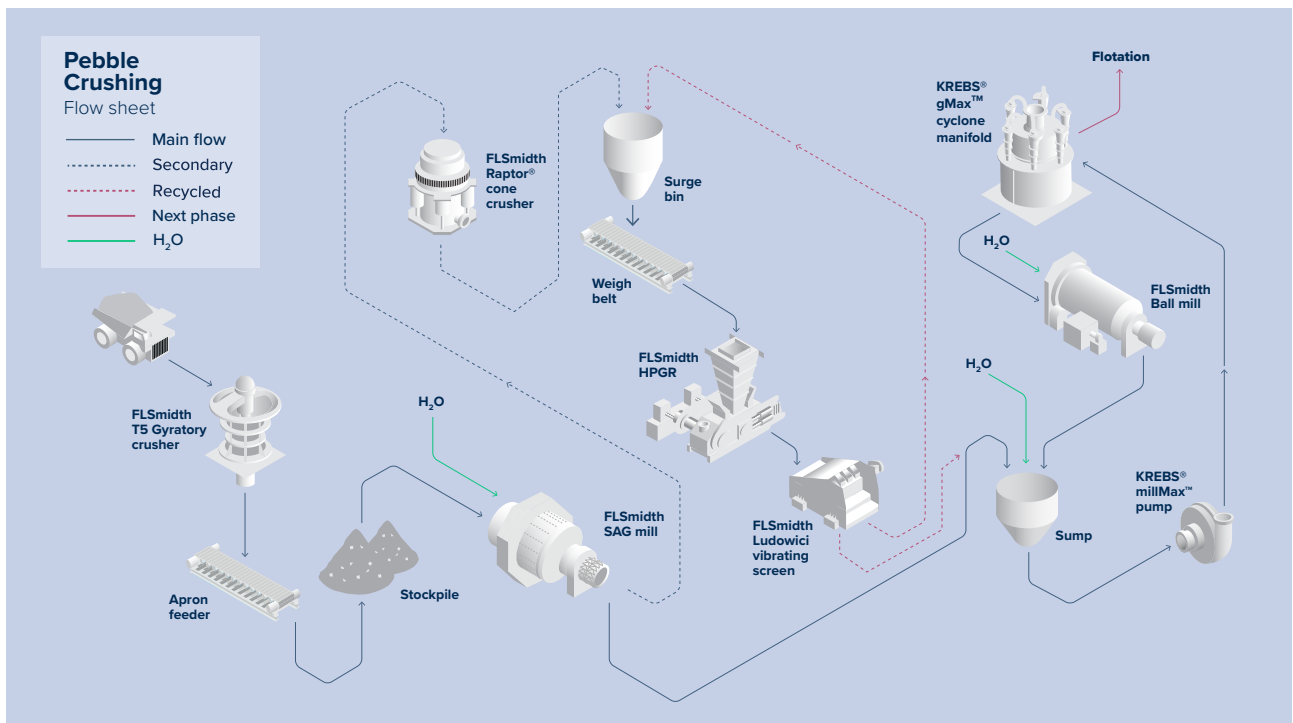 Pebble
Crushing
Flow sheet
Main flow
Secondary
Recycled
Next phase
H₂O
FLSmidth
Raptor®
cone
crusher
Surge
bin
Weigh
belt
KREBS®
gMax™
cyclone
manifold
Flotation
H₂O
FLSmidth
Ball mill
FLSmidth
HPGR
H₂O
FLSmidth
T5 Gyratory
crusher
H₂O
FLSmidth
SAG mill
FLSmidth
Ludowici
vibrating
screen
Sump
KREBS®
millMax™
pump
Apron
feeder
Stockpile